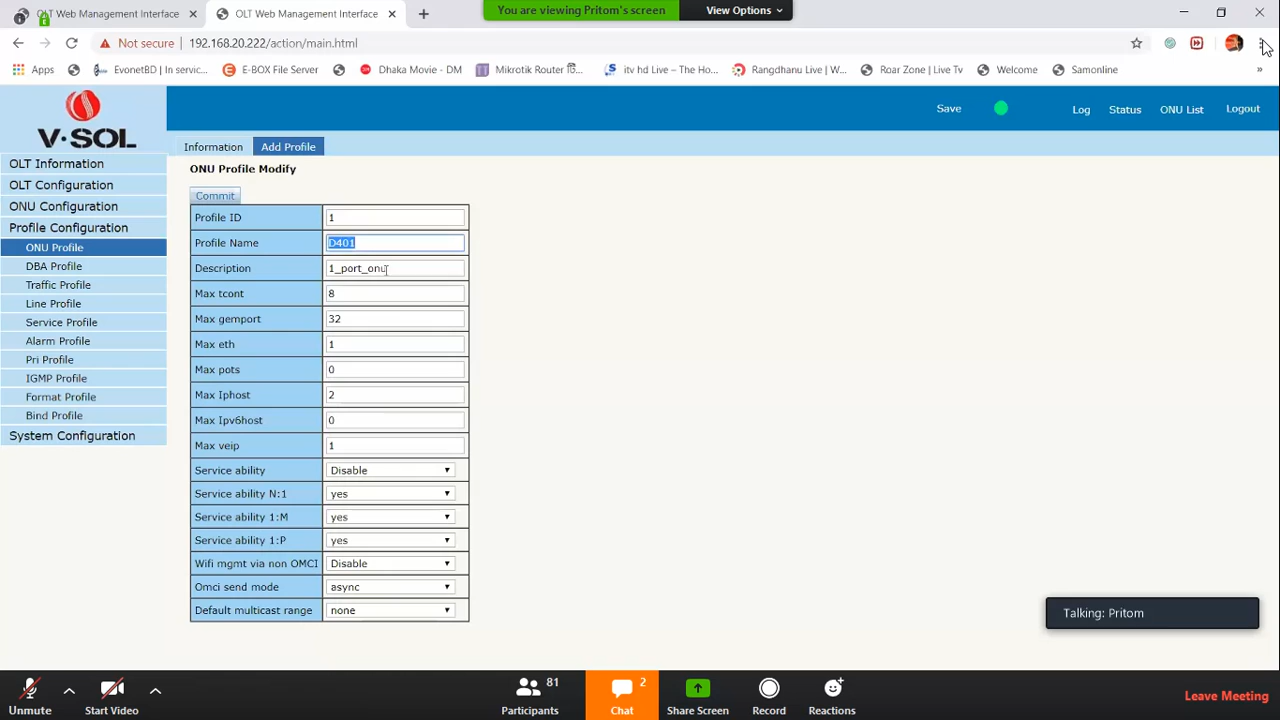 OLT Web Management Interface
OLT Web Management Interface
You are viewing Pritom's screen
View Options
Not secure
192.168.20.222/action/main.html
Apps
EvonetBD | In servic...
E-BOX File Server
Dhaka Movie - DM
Mikrotik Router
itv hd Live – The Ho...
Rangdhanu Live | W...
Roar Zone | Live Tv
Welcome
Samonline
»
V·SOL
Save
Log
Status
ONU List
Logout
OLT Information
OLT Configuration
ONU Configuration
Profile Configuration
ONU Profile
DBA Profile
Traffic Profile
Line Profile
Service Profile
Alarm Profile
Pri Profile
IGMP Profile
Format Profile
Bind Profile
System Configuration
Information
Add Profile
ONU Profile Modify
Commit
Profile ID 1
Profile Name D401
Description 1_port_onu
Max tcont 8
Max gemport 32
Max eth 1
Max pots 0
Max Iphost 2
Max Ipv6host 0
Max veip 1
Service ability Disable
Service ability N:1 yes
Service ability 1:M yes
Service ability 1:P yes
Wifi mgmt via non OMCI Disable
Omci send mode async
Default multicast range none
Talking: Pritom
Unmute
Start Video
81
Participants
2
Chat
Share Screen
Record
Reactions
Leave Meeting